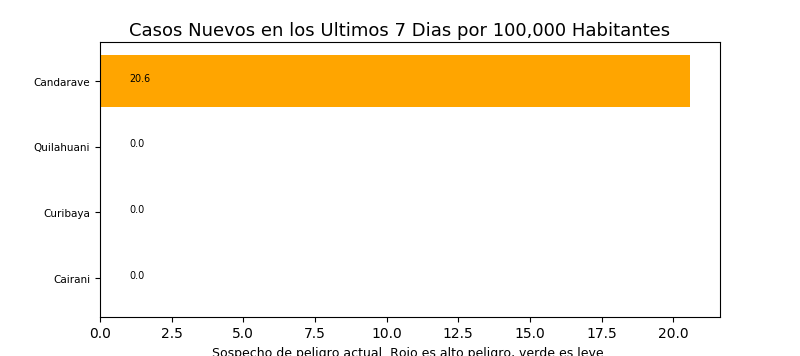 Casos Nuevos en los Ultimos 7 Dias por 100,000 Habitantes
Candarave
20.6
Quilahuani
0.0
Curibaya
0.0
Cairani
0.0
0.0 2.5 5.0 7.5 10.0 12.5 15.0 17.5 20.0
Sospecho de peligro actual. Rojo es alto peligro, verde es leve